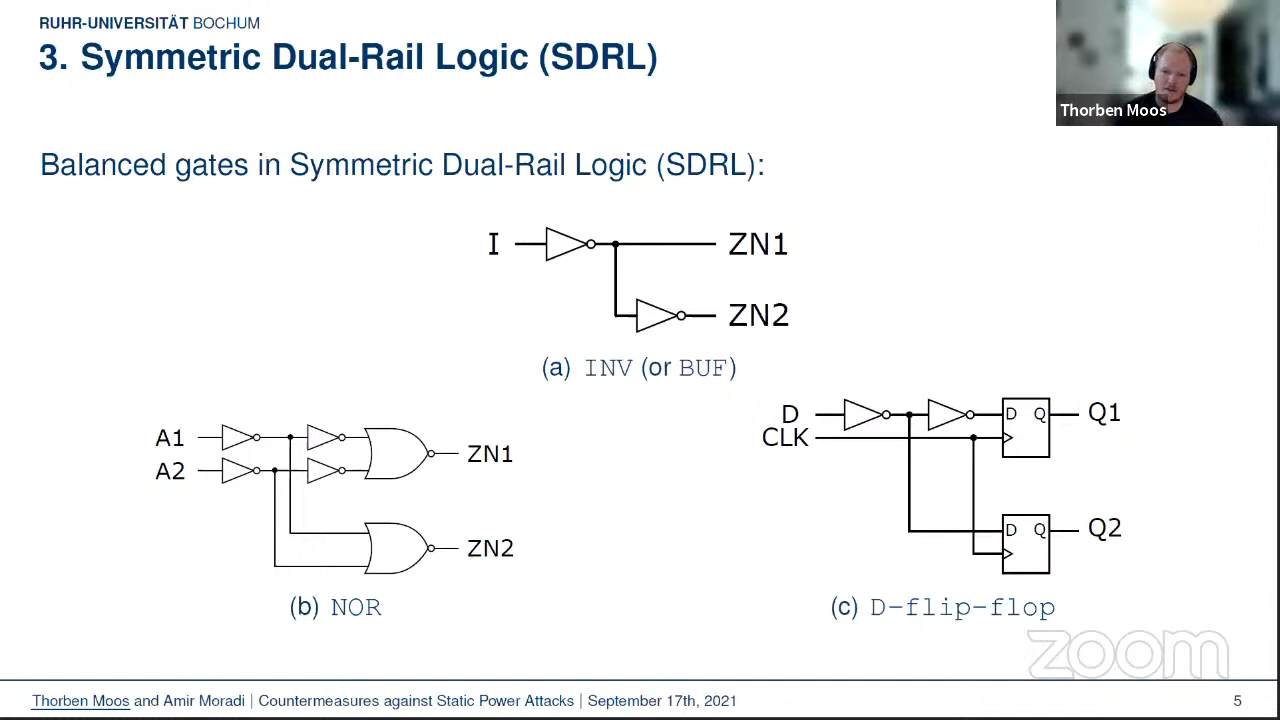 RUHR-UNIVERSITÄT BOCHUM
3. Symmetric Dual-Rail Logic (SDRL)
Thorben Moos
Balanced gates in Symmetric Dual-Rail Logic (SDRL):
I
ZN1
ZN2
(a) INV (or BUF)
A1
A2
ZN1
ZN2
(b) NOR
D
CLK
D Q
Q1
D Q
Q2
(c) D-flip-flop
zoom
Thorben Moos and Amir Moradi | Countermeasures against Static Power Attacks | September 17th, 2021
5